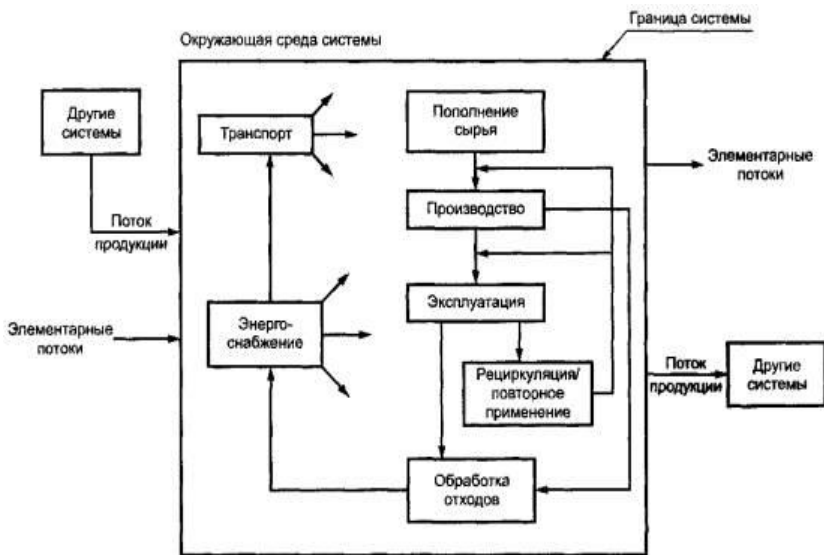 Граница системы
Окружающая среда системы
Другие
системы
Транспорт
Пополнение
сырья
Элементарные
потоки
Поток
продукции
Производство
Эксплуатация
Элементарные
потоки
Энерго-
снабжение
Рециркуляция/
повторное
применение
Поток
продукции
Другие
системы
Обработка
отходов